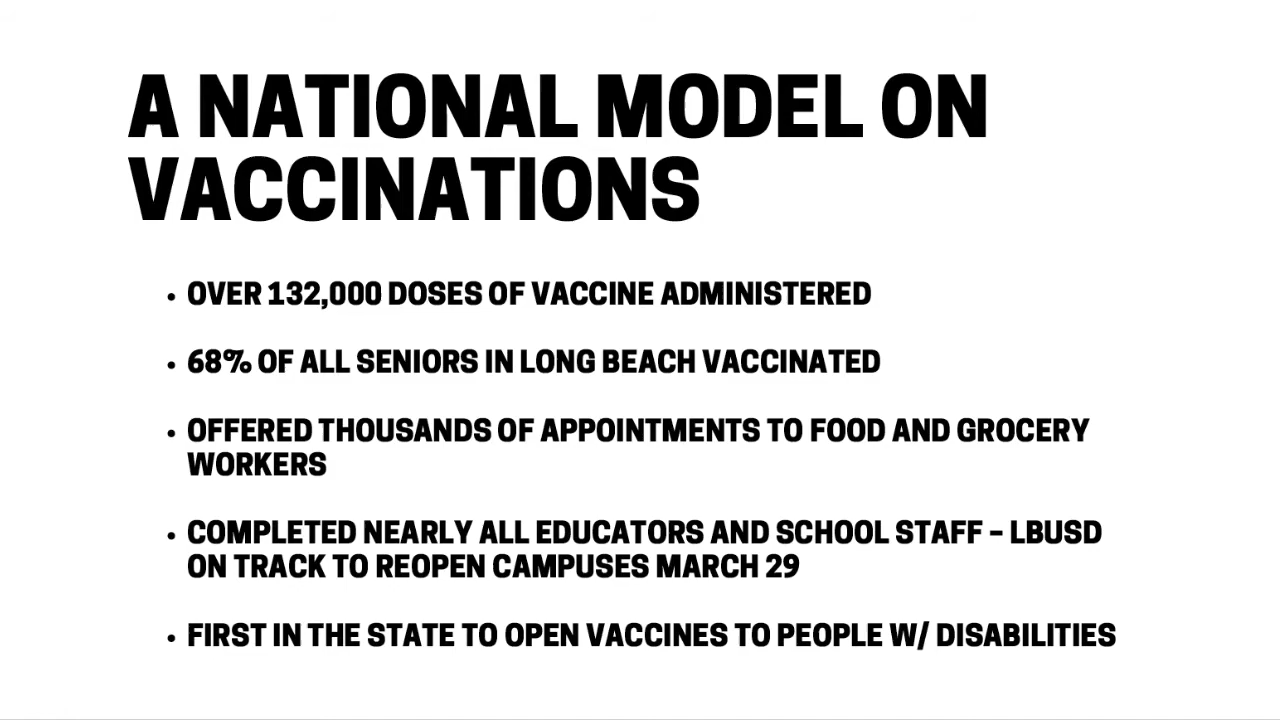 A NATIONAL MODEL ON
VACCINATIONS
• OVER 132,000 DOSES OF VACCINE ADMINISTERED
• 68% OF ALL SENIORS IN LONG BEACH VACCINATED
• OFFERED THOUSANDS OF APPOINTMENTS TO FOOD AND GROCERY
WORKERS
• COMPLETED NEARLY ALL EDUCATORS AND SCHOOL STAFF – LBUSD
ON TRACK TO REOPEN CAMPUSES MARCH 29
• FIRST IN THE STATE TO OPEN VACCINES TO PEOPLE W/ DISABILITIES